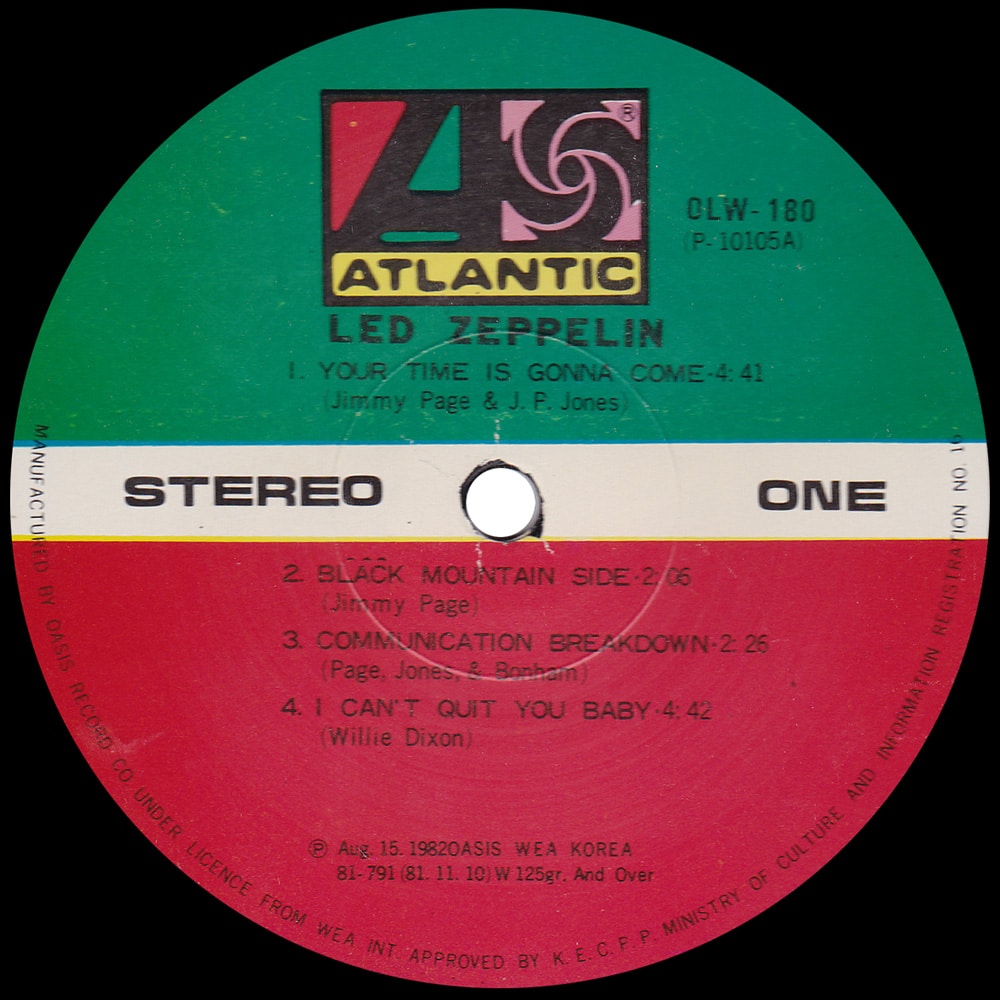 ®
ATLANTIC
OLW-180
(P-10105A)
LED ZEPPELIN
1. YOUR TIME IS GONNA COME·4:41
(Jimmy Page & J.P. Jones)
STEREO
ONE
2. BLACK MOUNTAIN SIDE·2:06
(Jimmy Page)
3. COMMUNICATION BREAKDOWN·2:26
(Page, Jones, & Bonham)
4. I CAN'T QUIT YOU BABY·4:42
(Willie Dixon)
Ⓟ Aug. 15. 1982OASIS WEA KOREA
81-791 (81. 11. 10) W 125gr. And Over
MANUFACTURED BY OASIS RECORD CO UNDER LICENCE FROM WEA INT. APPROVED BY K. E. C. F. P. MINISTRY OF CULTURE AND INFORMATION REGISTRATION NO. 16